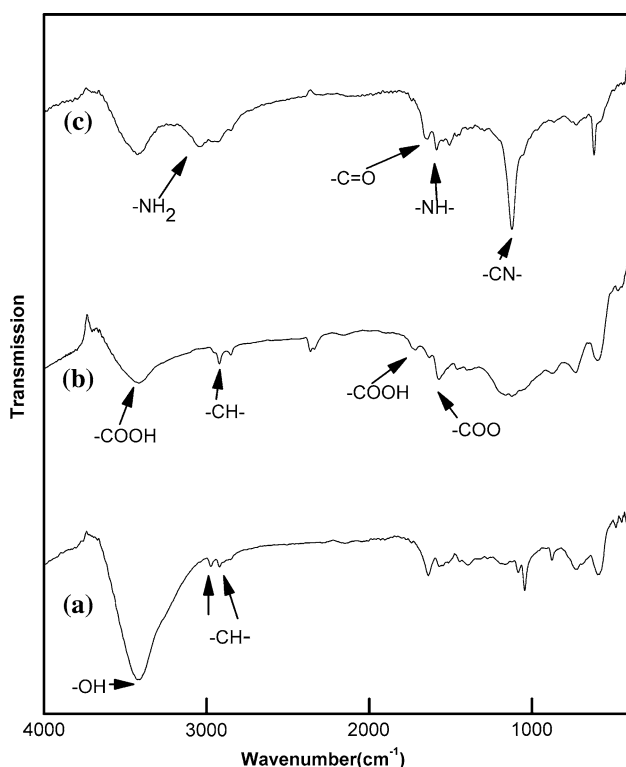 (c)
-NH2
-C=O
-NH-
-CN-
(b)
-COOH
-CH-
-COOH
-COO
(a)
-OH
-CH-
Transmission
4000 3000 2000 1000
Wavenumber(cm-1)